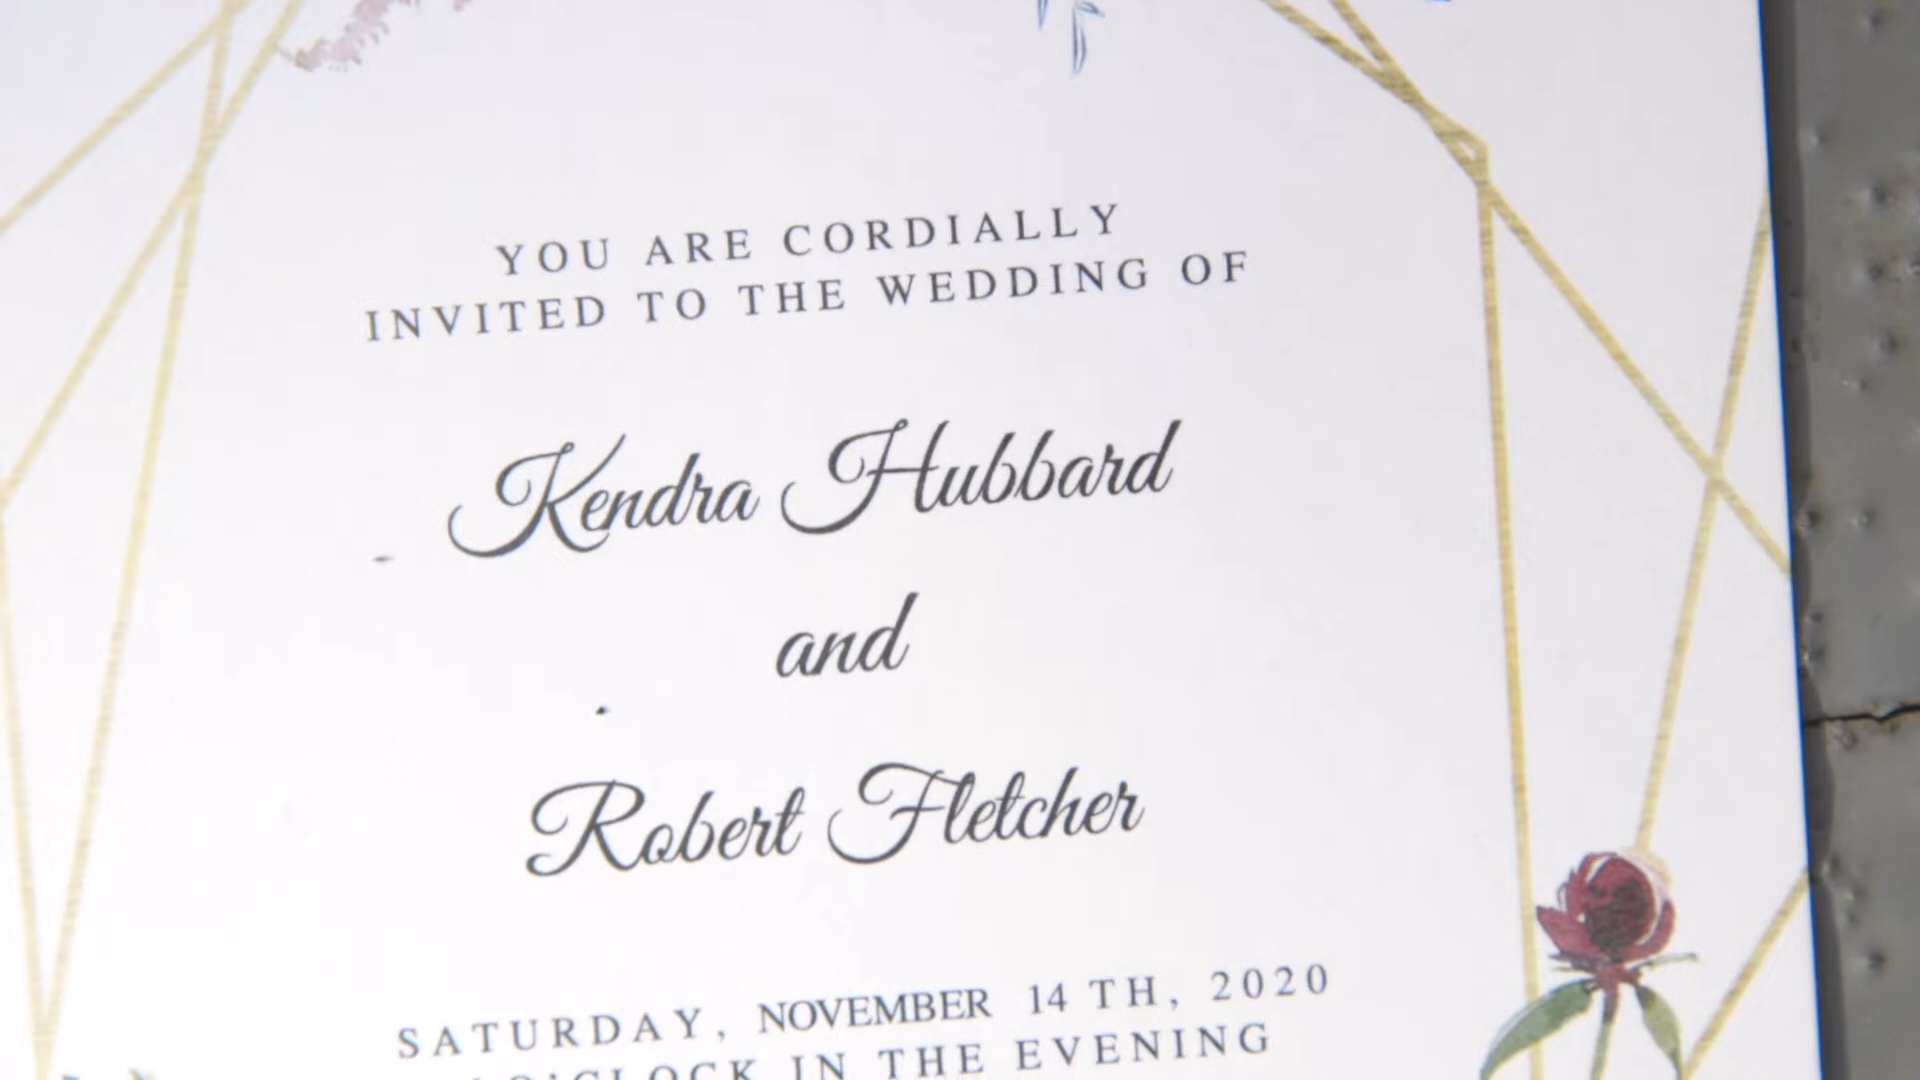 YOU ARE CORDIALLY
INVITED TO THE WEDDING OF
Kendra Hubbard
and
Robert Fletcher
SATURDAY, NOVEMBER 14TH, 2020
O'CLOCK IN THE EVENING